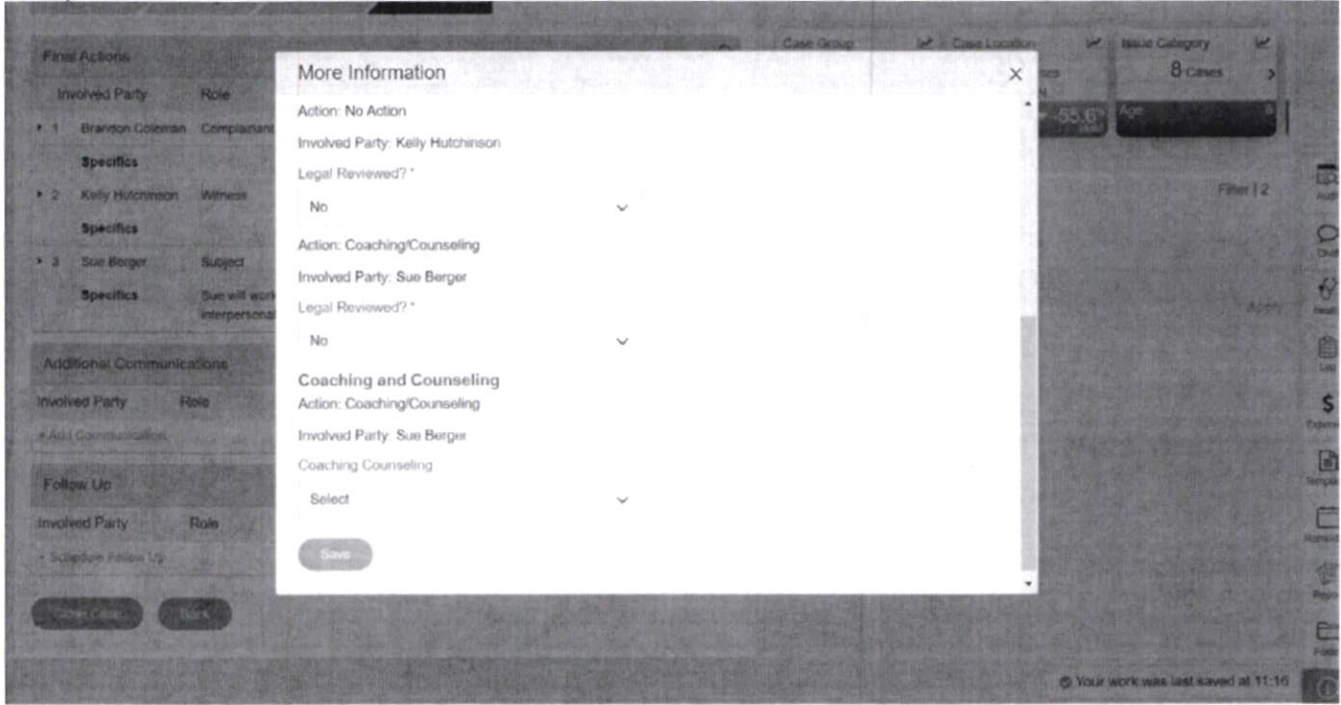 Final Actions
Involved Party Role
1 Brandon Coleman Complainant
Specifics
2 Kelly Hutchinson Witness
Specifics
3 Sue Berger Subject
Specifics Sue will work
interpersonal
Additional Communications
Involved Party Role
+ Add Communication
Follow Up
Involved Party Role
+ Schedule Follow Up
Back
More Information
Action: No Action
Involved Party: Kelly Hutchinson
Legal Reviewed? *
No
Action: Coaching/Counseling
Involved Party: Sue Berger
Legal Reviewed? *
No
Coaching and Counseling
Action: Coaching/Counseling
Involved Party: Sue Berger
Coaching Counseling
Select
Save
Case Group
Case Location
Issue Category
8 Cases
-55.6%
Age 8
Filter | 2
Apply
Chat
Log
$
Your work was last saved at 11:16